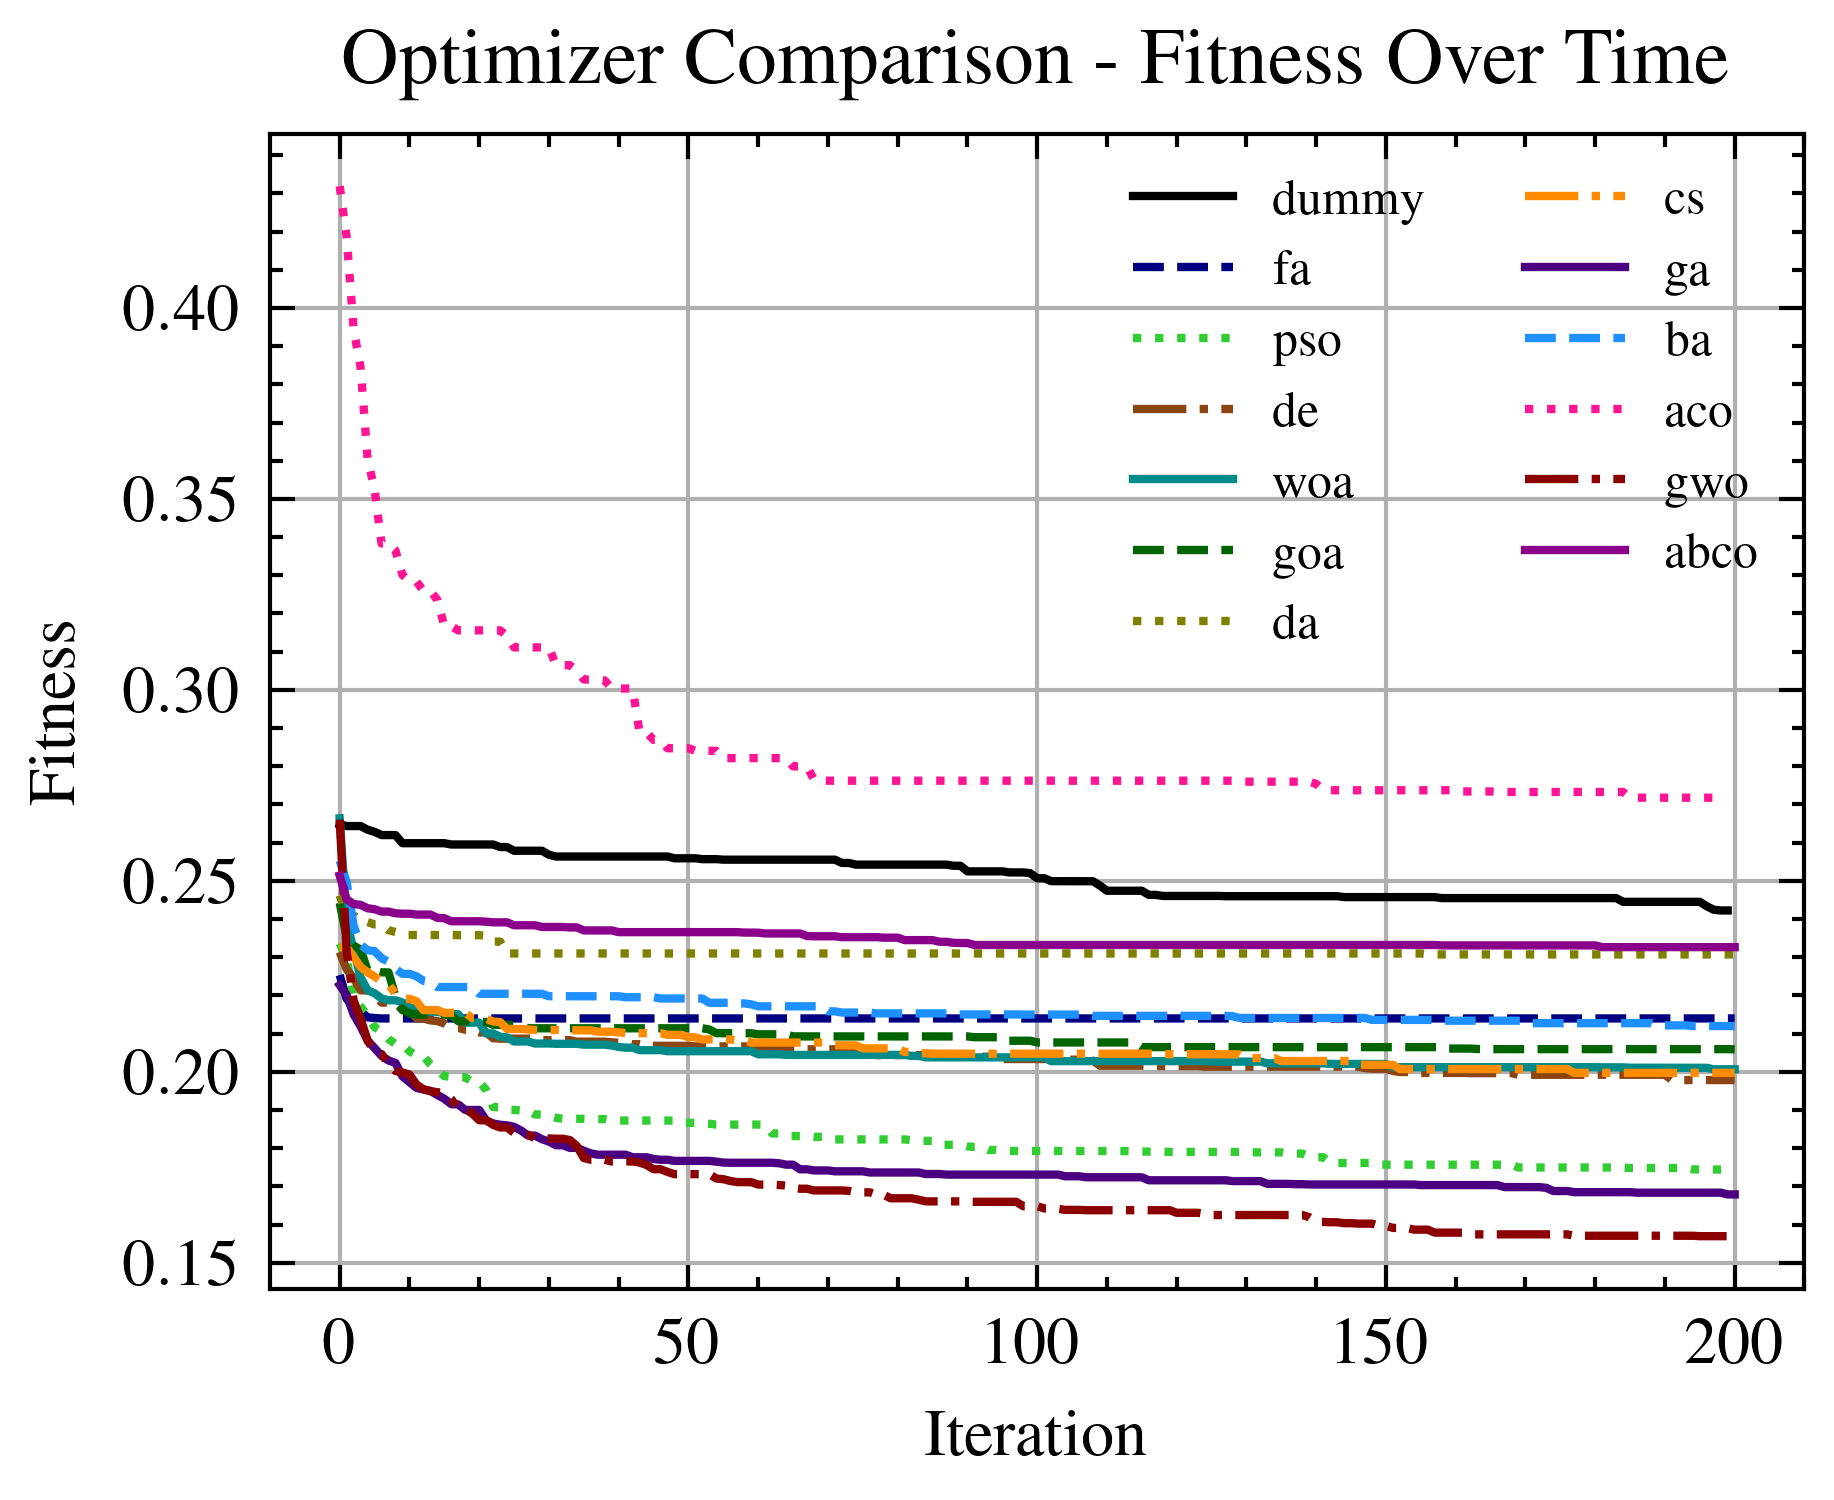 Optimizer Comparison - Fitness Over Time
dummy
fa
pso
de
woa
goa
da
cs
ga
ba
aco
gwo
abco
Fitness
0.40
0.35
0.30
0.25
0.20
0.15
0 50 100 150 200
Iteration